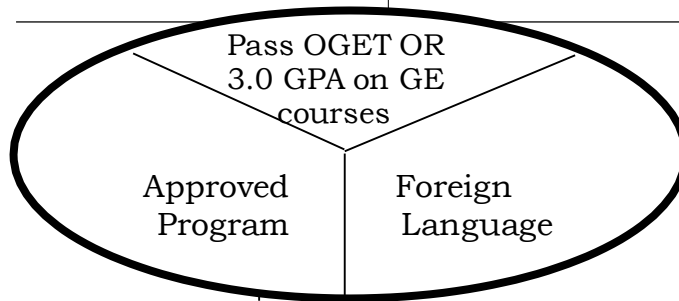 Pass OGET OR
3.0 GPA on GE
courses
Approved
Program
Foreign
Language